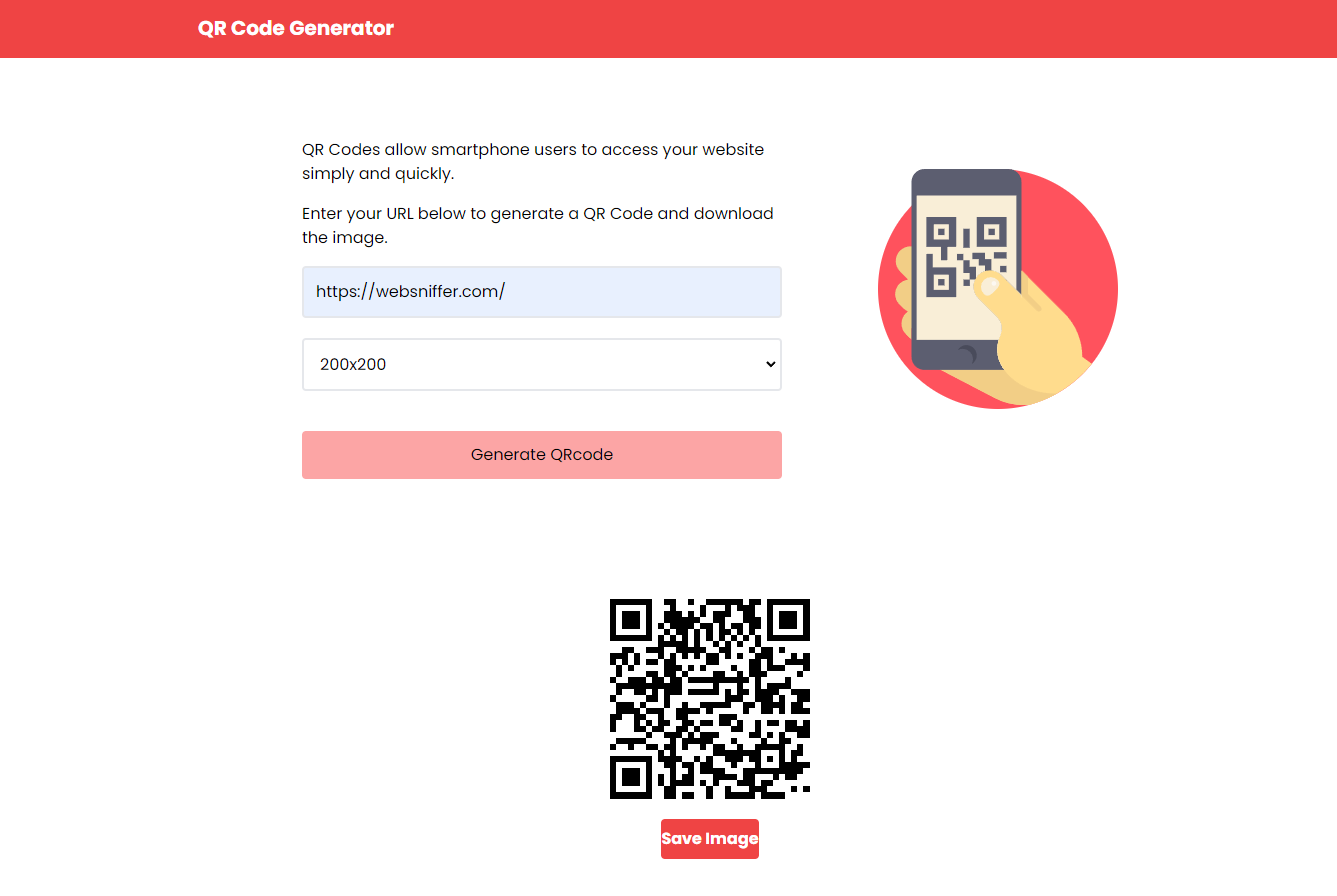 QR Code Generator
QR Codes allow smartphone users to access your website
simply and quickly.
Enter your URL below to generate a QR Code and download
the image.
https://websniffer.com/
200x200
Generate QRcode
Save Image